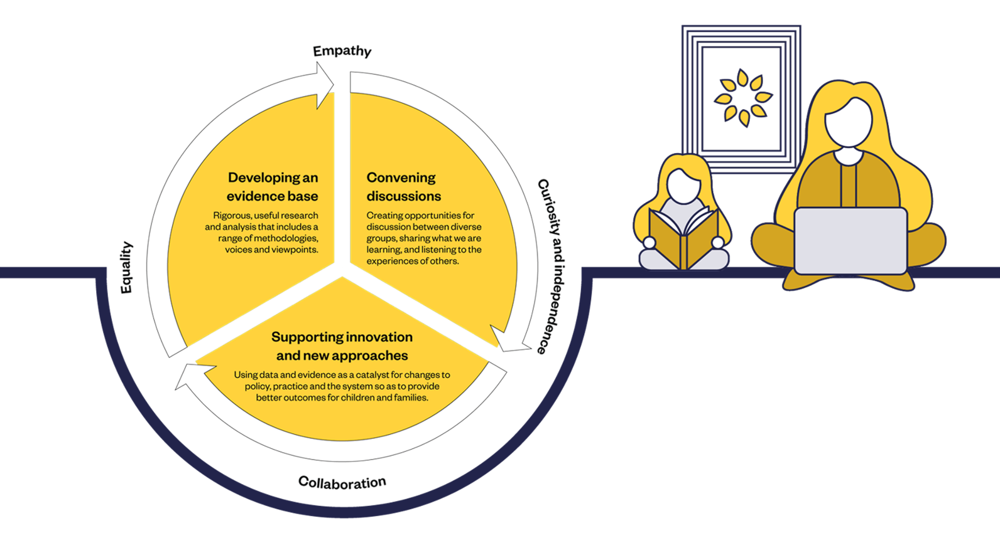 Empathy
Developing an
evidence base
Rigorous, useful research
and analysis that includes a
range of methodologies,
voices and viewpoints.
Convening
discussions
Creating opportunities for
discussion between diverse
groups, sharing what we are
learning, and listening to the
experiences of others.
Curiosity and independence
Equality
Supporting innovation
and new approaches
Using data and evidence as a catalyst for changes to
policy, practice and the system so as to provide
better outcomes for children and families.
Collaboration